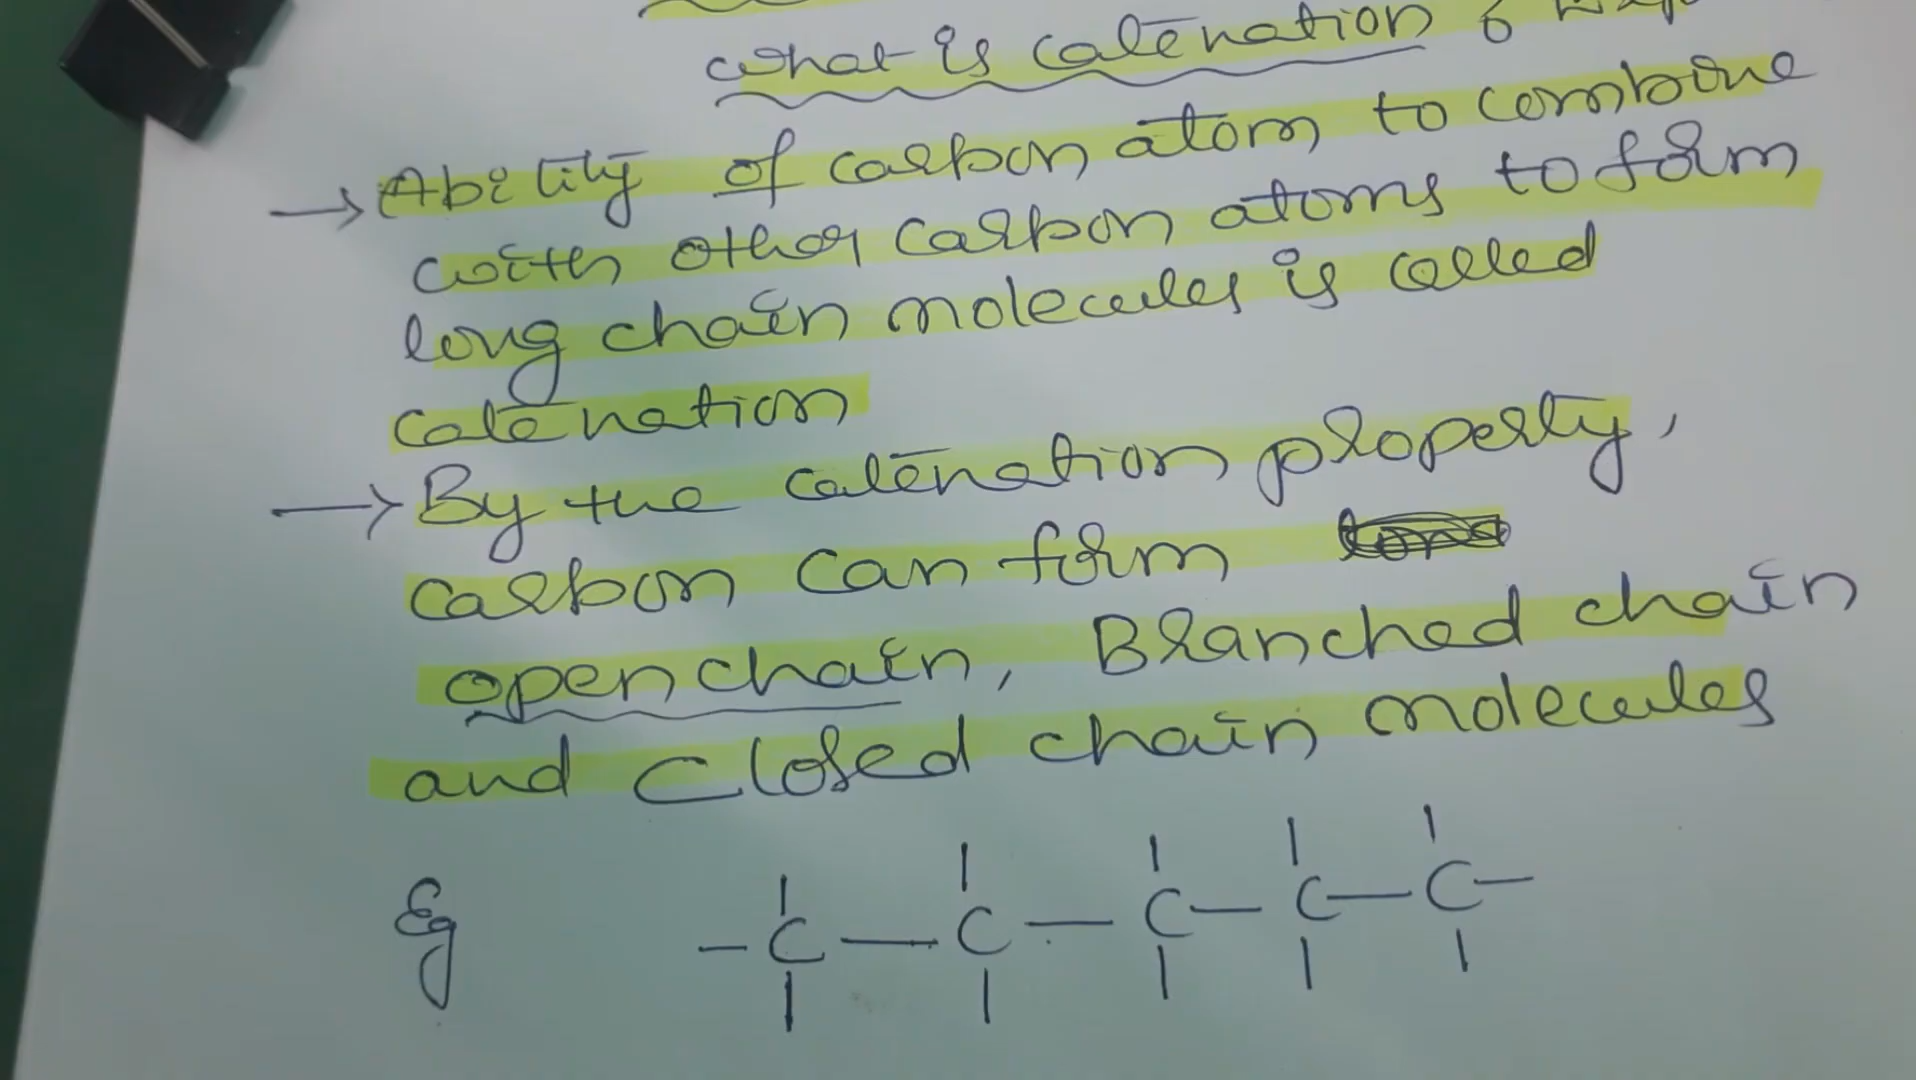 what is catenation &
→ Ability of carbon atom to combine
with other carbon atoms to form
long chain molecules is called
catenation
→ By the catenation property,
carbon can form
open chain, Branched chain
and closed chain molecules
Eg
- C - C - C - C - C -